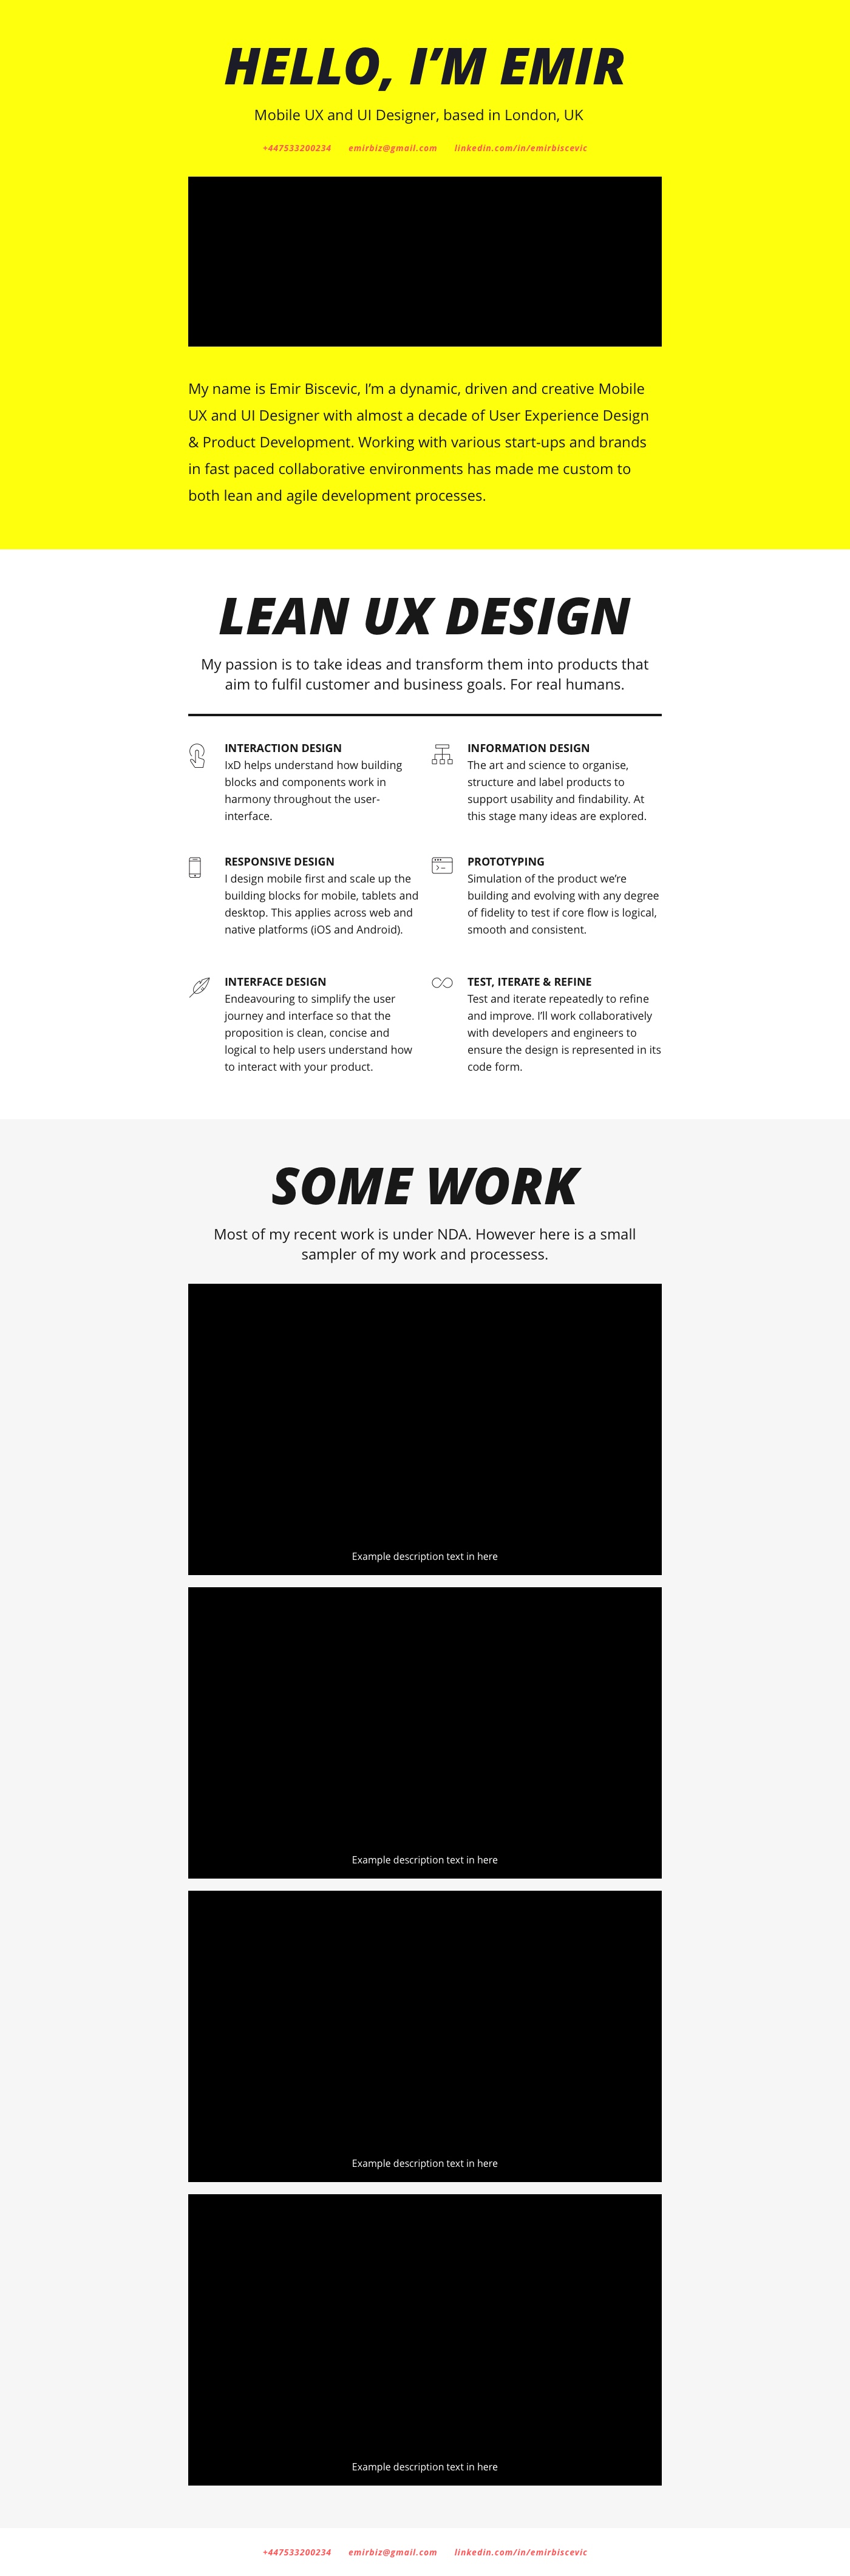 HELLO, I’M EMIR
Mobile UX and UI Designer, based in London, UK
+447533200234 emirbiz@gmail.com linkedin.com/in/emirbiscevic
My name is Emir Biscevic, I’m a dynamic, driven and creative Mobile
UX and UI Designer with almost a decade of User Experience Design
& Product Development. Working with various start-ups and brands
in fast paced collaborative environments has made me custom to
both lean and agile development processes.
LEAN UX DESIGN
My passion is to take ideas and transform them into products that
aim to fulfil customer and business goals. For real humans.
INTERACTION DESIGN
IxD helps understand how building
blocks and components work in
harmony throughout the user-
interface.
INFORMATION DESIGN
The art and science to organise,
structure and label products to
support usability and findability. At
this stage many ideas are explored.
RESPONSIVE DESIGN
I design mobile first and scale up the
building blocks for mobile, tablets and
desktop. This applies across web and
native platforms (iOS and Android).
PROTOTYPING
Simulation of the product we’re
building and evolving with any degree
of fidelity to test if core flow is logical,
smooth and consistent.
INTERFACE DESIGN
Endeavouring to simplify the user
journey and interface so that the
proposition is clean, concise and
logical to help users understand how
to interact with your product.
TEST, ITERATE & REFINE
Test and iterate repeatedly to refine
and improve. I’ll work collaboratively
with developers and engineers to
ensure the design is represented in its
code form.
SOME WORK
Most of my recent work is under NDA. However here is a small
sampler of my work and processess.
Example description text in here
Example description text in here
Example description text in here
Example description text in here
+447533200234 emirbiz@gmail.com linkedin.com/in/emirbiscevic